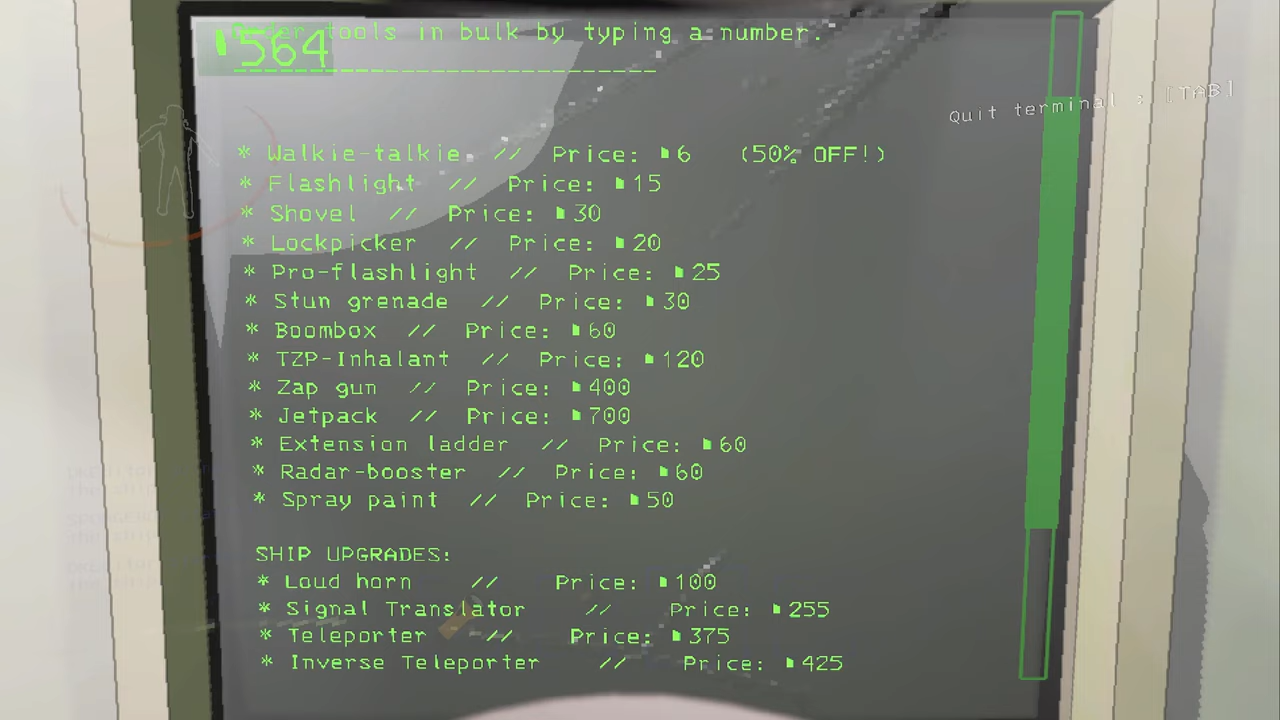 tools in bulk by typing a number.
564
Quit terminal : [TAB]
* Walkie-talkie // Price: 6 (50% OFF!)
* Flashlight // Price: 15
* Shovel // Price: 30
* Lockpicker // Price: 20
* Pro-flashlight // Price: 25
* Stun grenade // Price: 30
* Boombox // Price: 60
* TZP-Inhalant // Price: 120
* Zap gun // Price: 400
* Jetpack // Price: 700
* Extension ladder // Price: 60
* Radar-booster // Price: 60
* Spray paint // Price: 50
SHIP UPGRADES:
* Loud horn // Price: 100
* Signal Translator // Price: 255
* Teleporter // Price: 375
* Inverse Teleporter // Price: 425